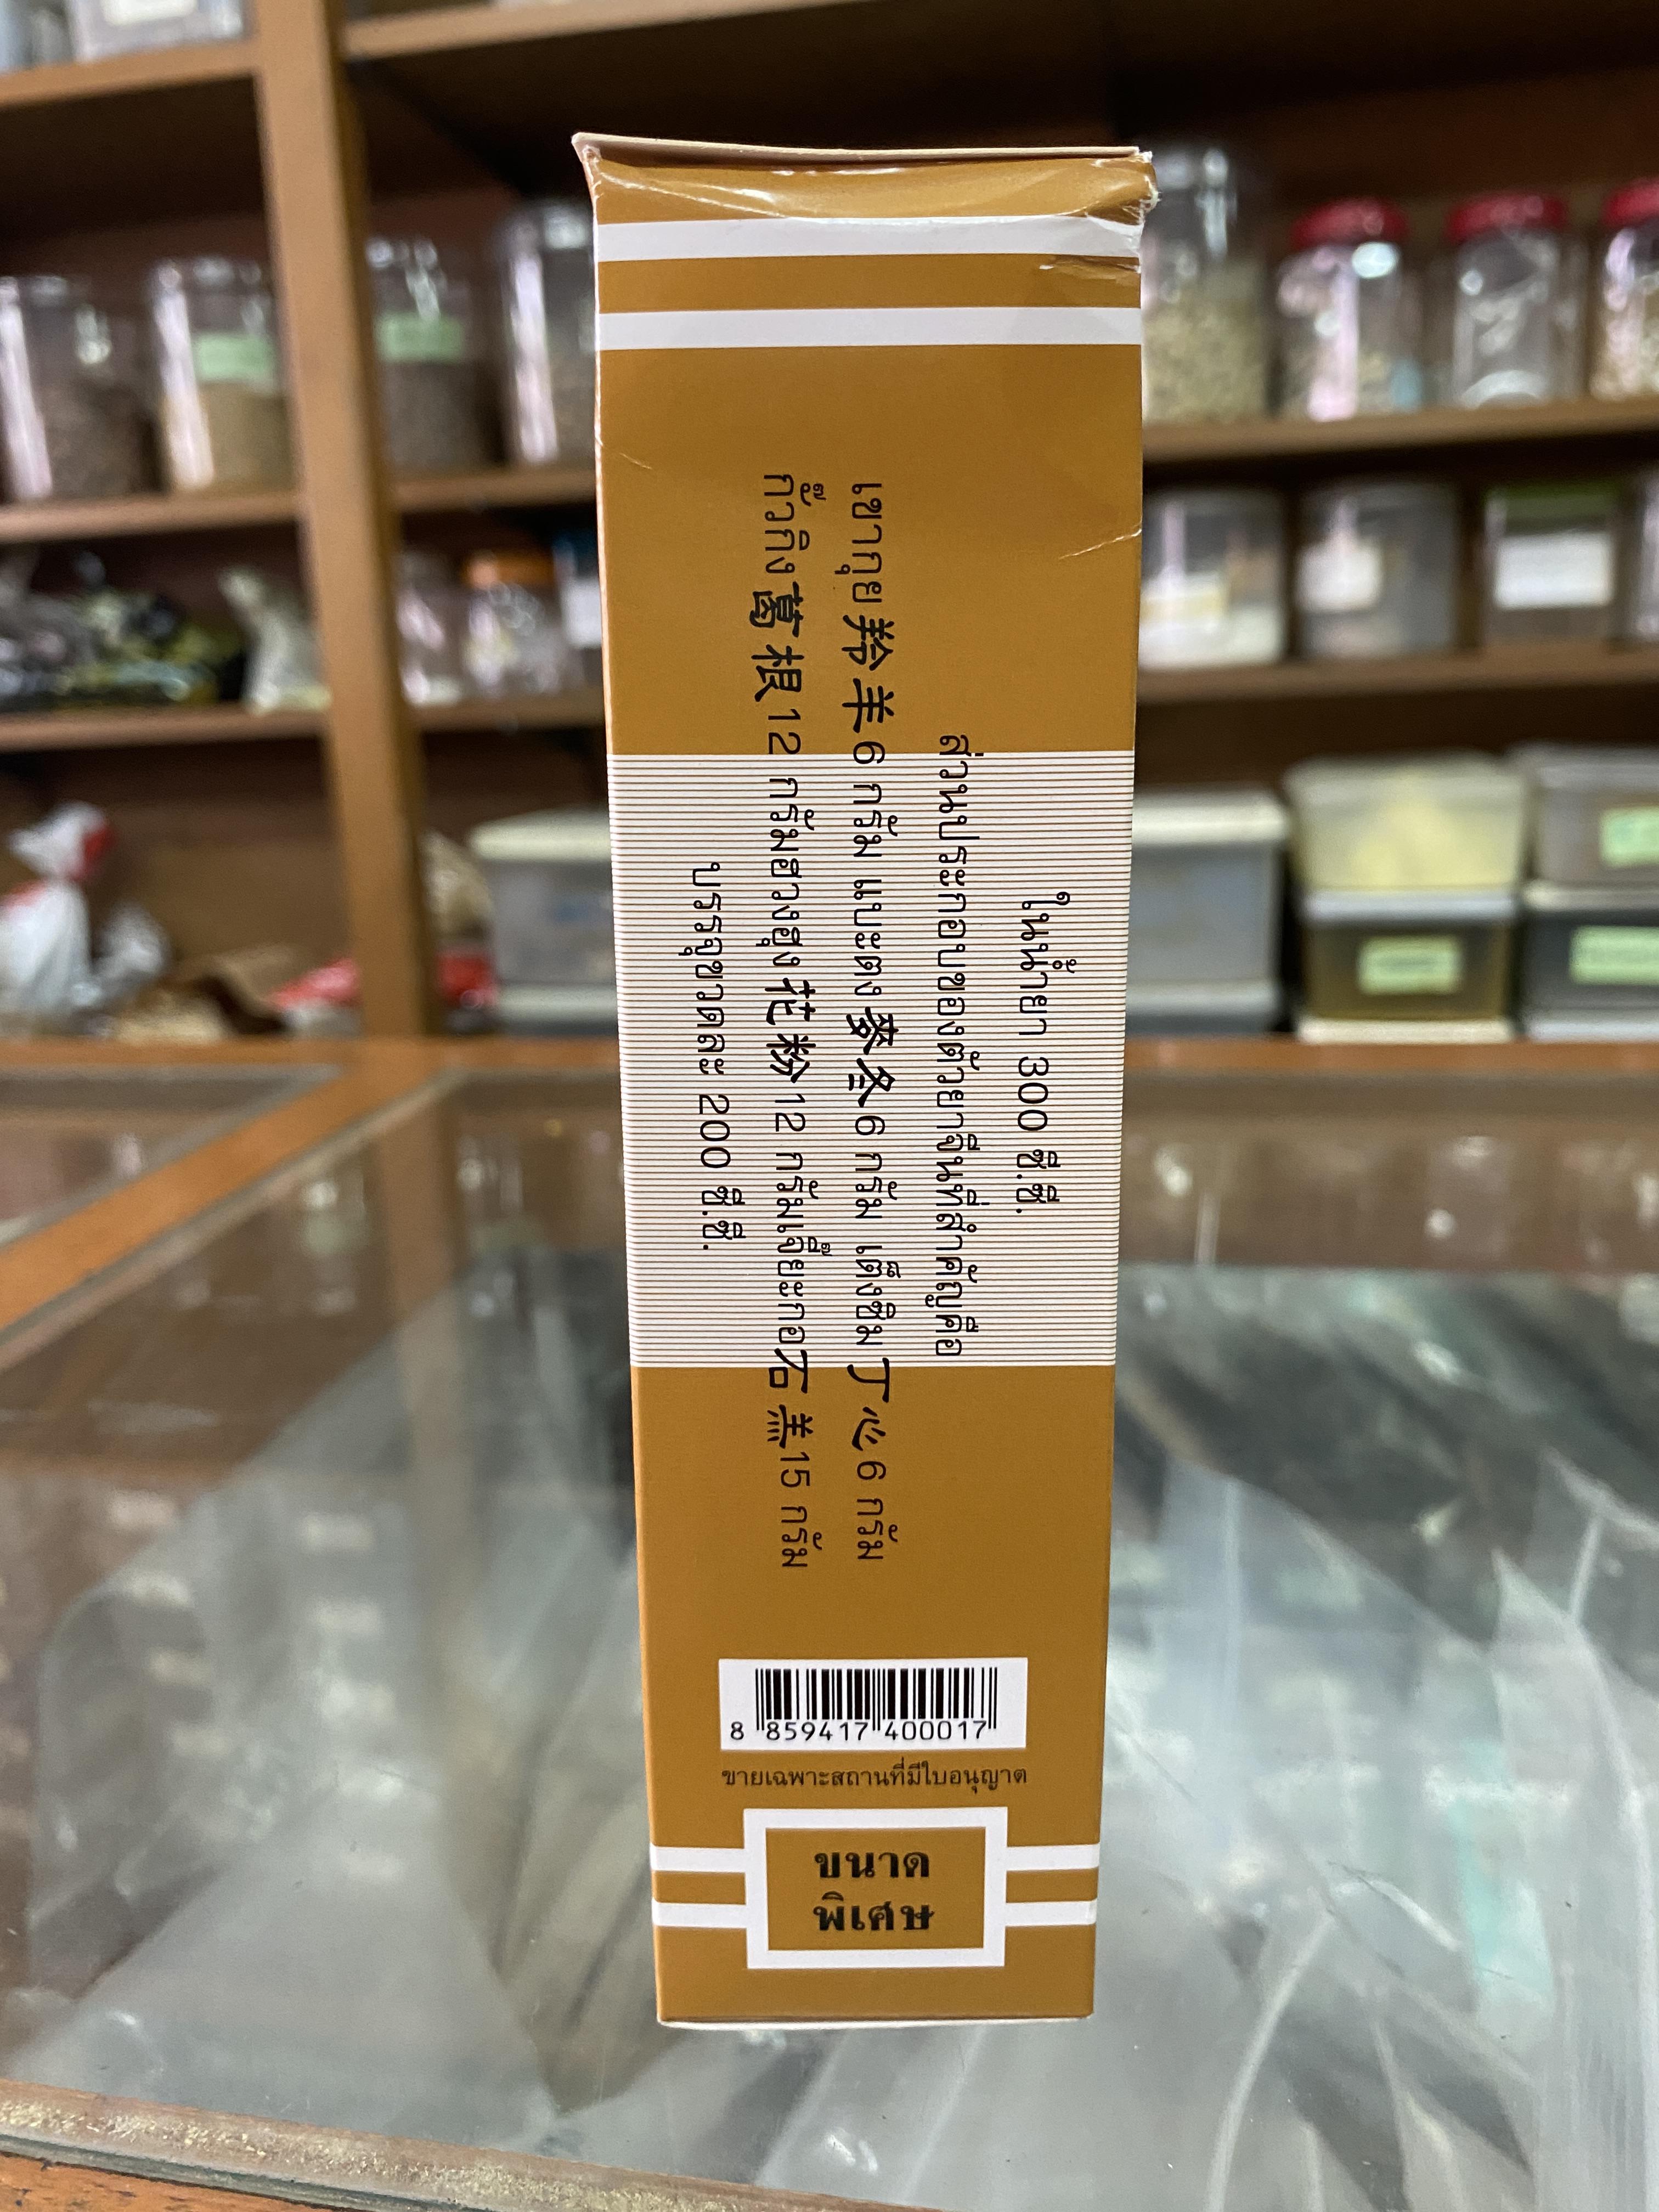 ในน้ำยา 300 ซี.ซี.
ส่วนประกอบของตัวยาจีนที่สำคัญคือ
เขากุย 羚羊 6 กรัม แบะตง 麥冬 6 กรัม เต็งซิม 丁心 6 กรัม
ก๊ัวกิง 葛根 12 กรัมฮวงฮุง 花粉 12 กรัมเจี๊ยะกอ 石羔 15 กรัม
บรรจุขวดละ 200 ซี.ซี.
8 859417 400017
ขายเฉพาะสถานที่มีใบอนุญาต
ขนาด
พิเศษ